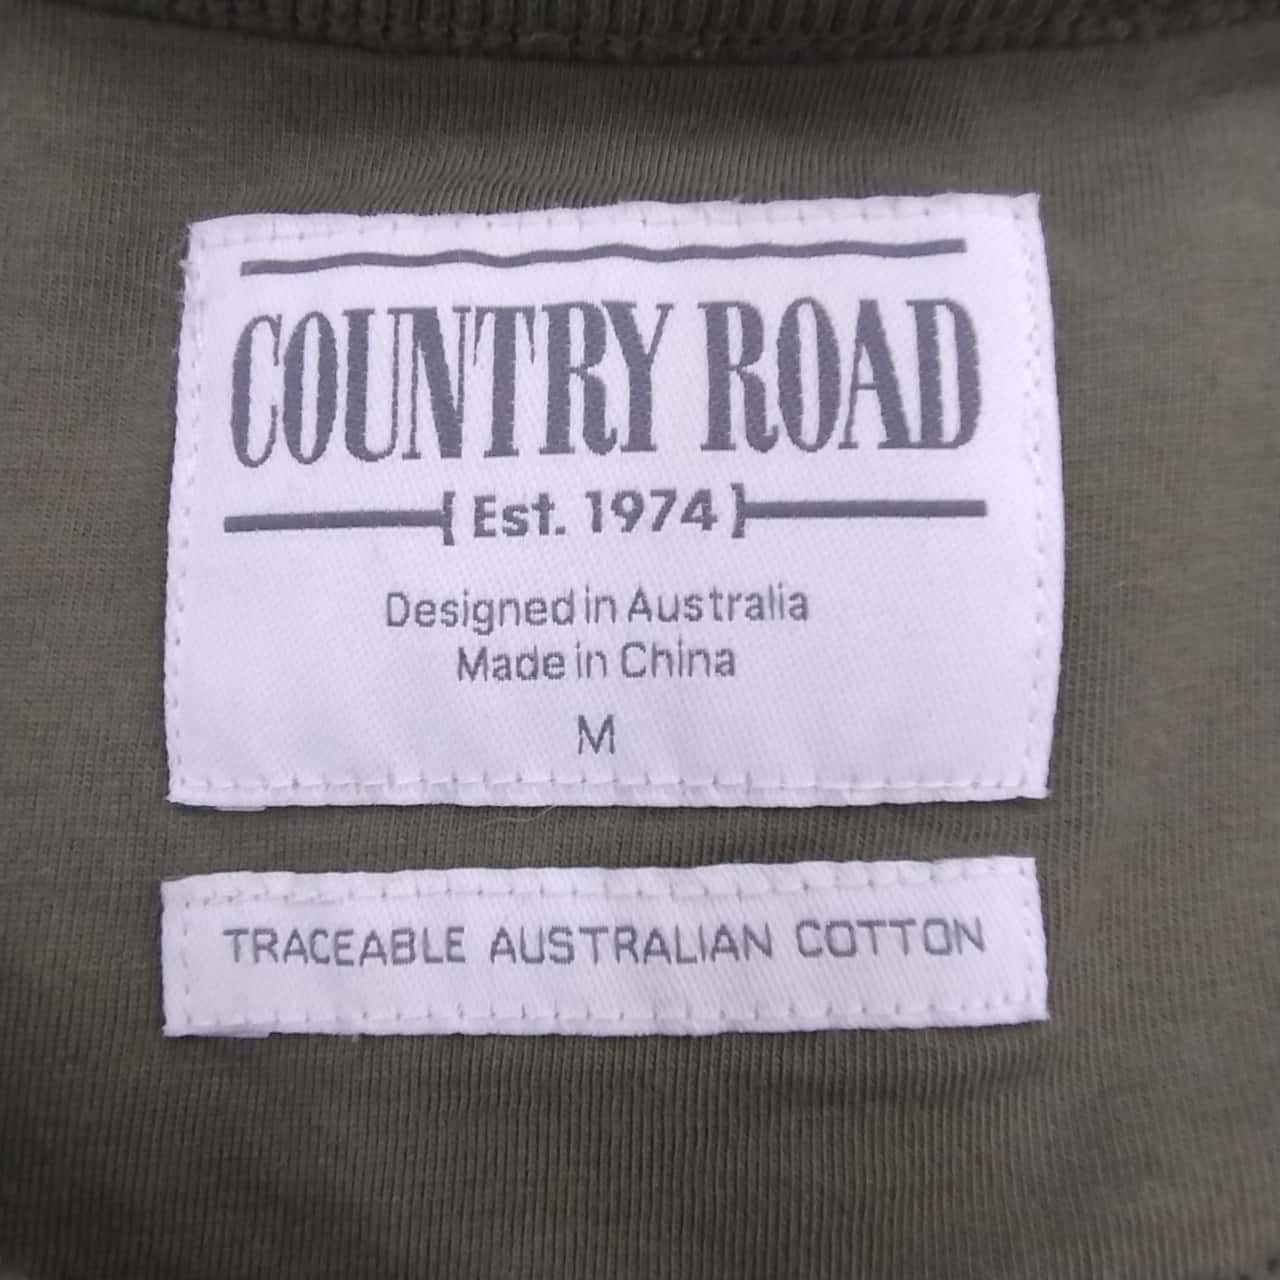 COUNTRY ROAD
{Est. 1974}
Designed in Australia
Made in China
M
TRACEABLE AUSTRALIAN COTTON